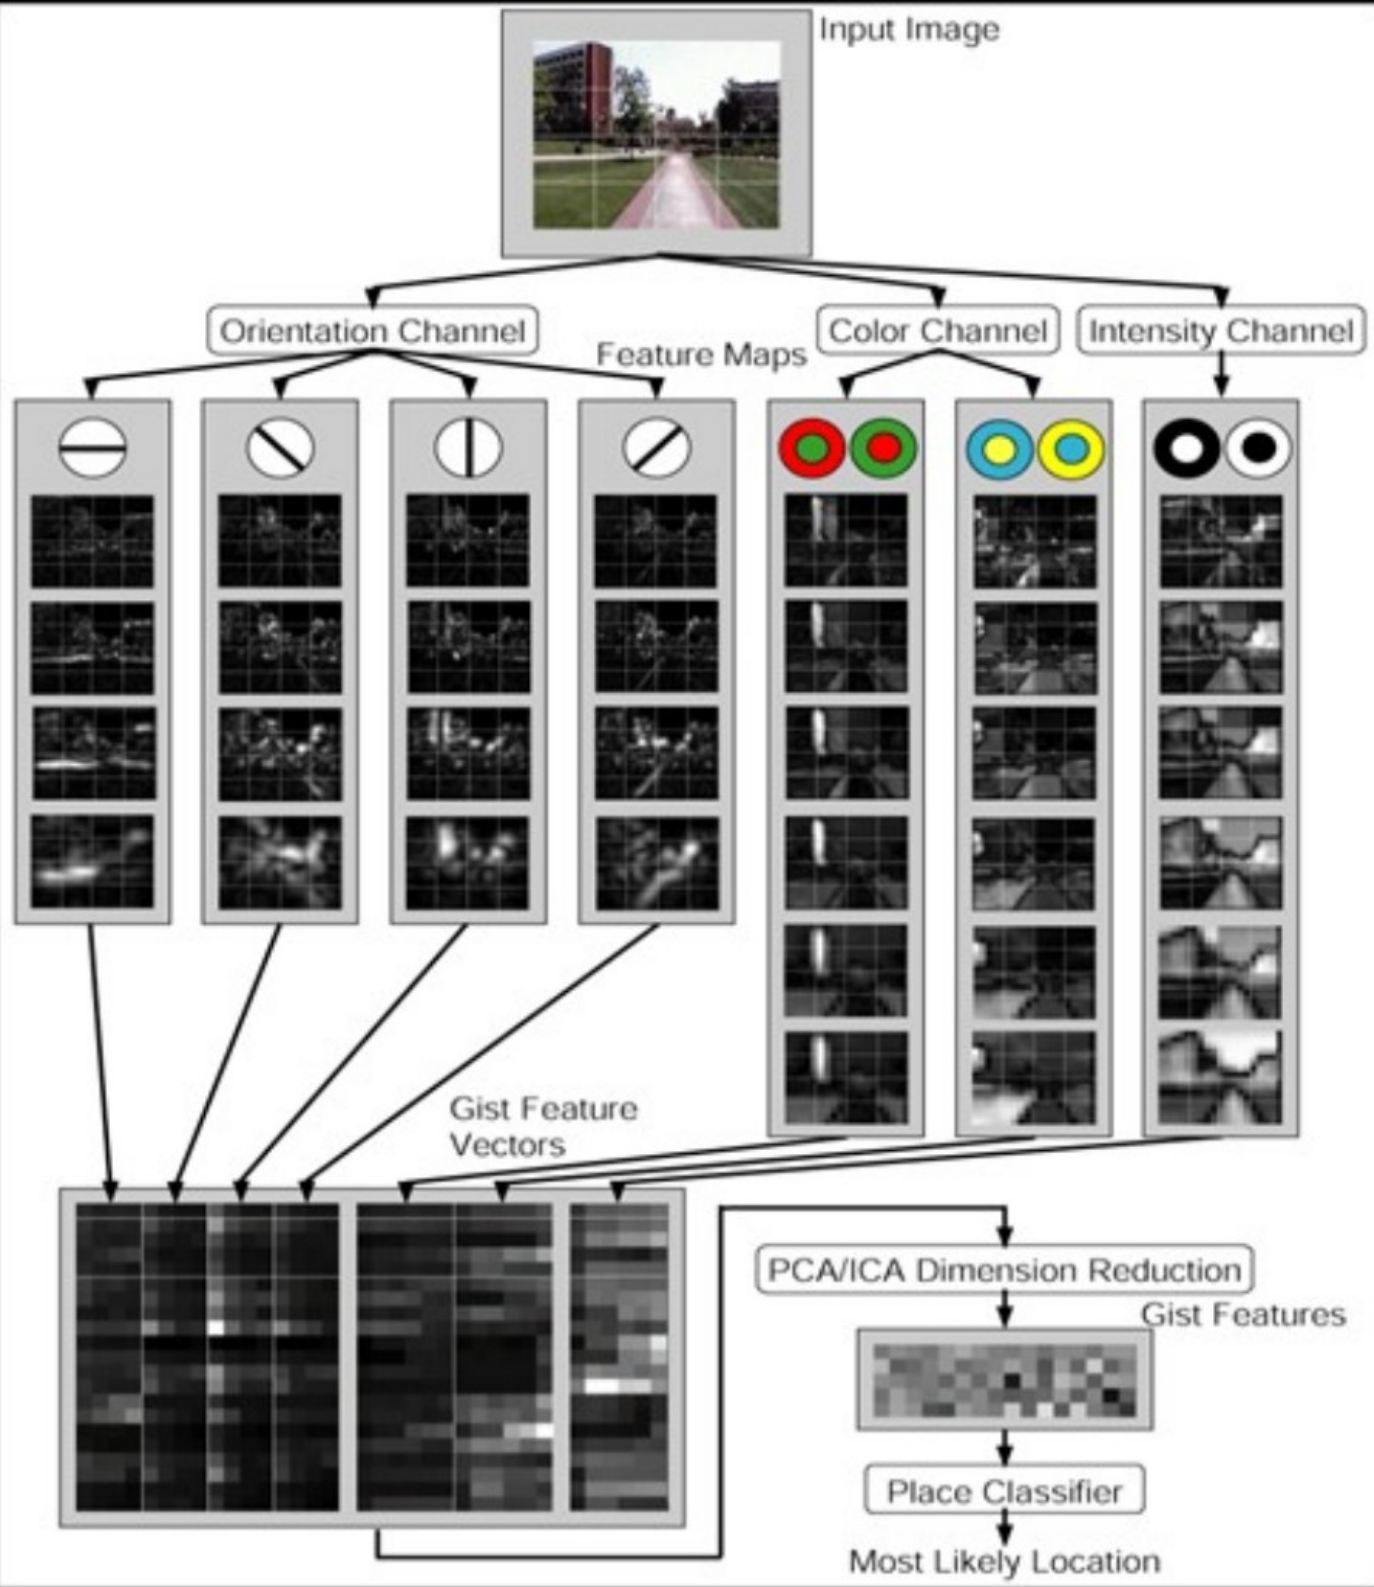 Input Image
Orientation Channel
Feature Maps
Color Channel
Intensity Channel
Gist Feature
Vectors
PCA/ICA Dimension Reduction
Gist Features
Place Classifier
Most Likely Location